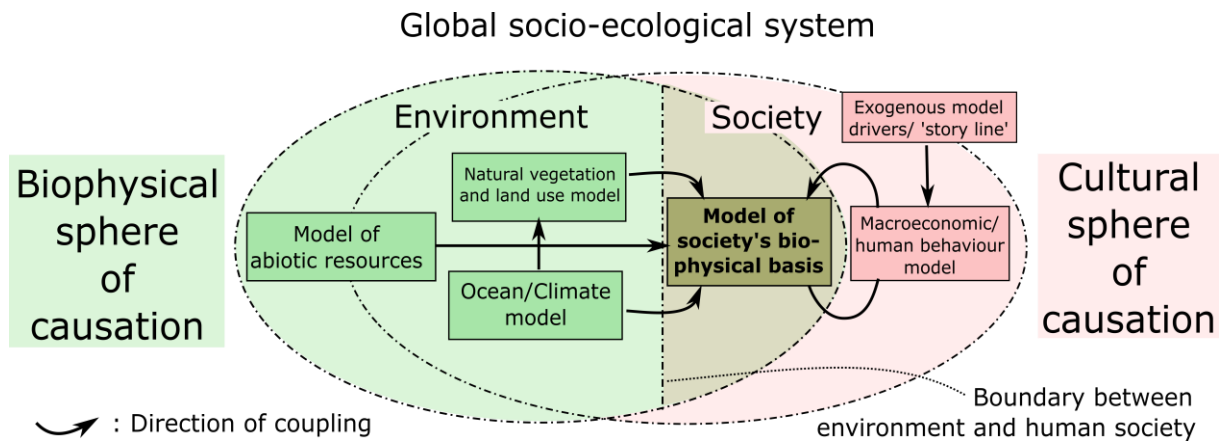 Global socio-ecological system
Environment
Society
Exogenous model
drivers/ 'story line'
Biophysical
sphere
of
causation
Natural vegetation
and land use model
Model of
abiotic resources
Ocean/Climate
model
Model of
society's bio-
physical basis
Macroeconomic/
human behaviour
model
Cultural
sphere
of
causation
: Direction of coupling
Boundary between
environment and human society